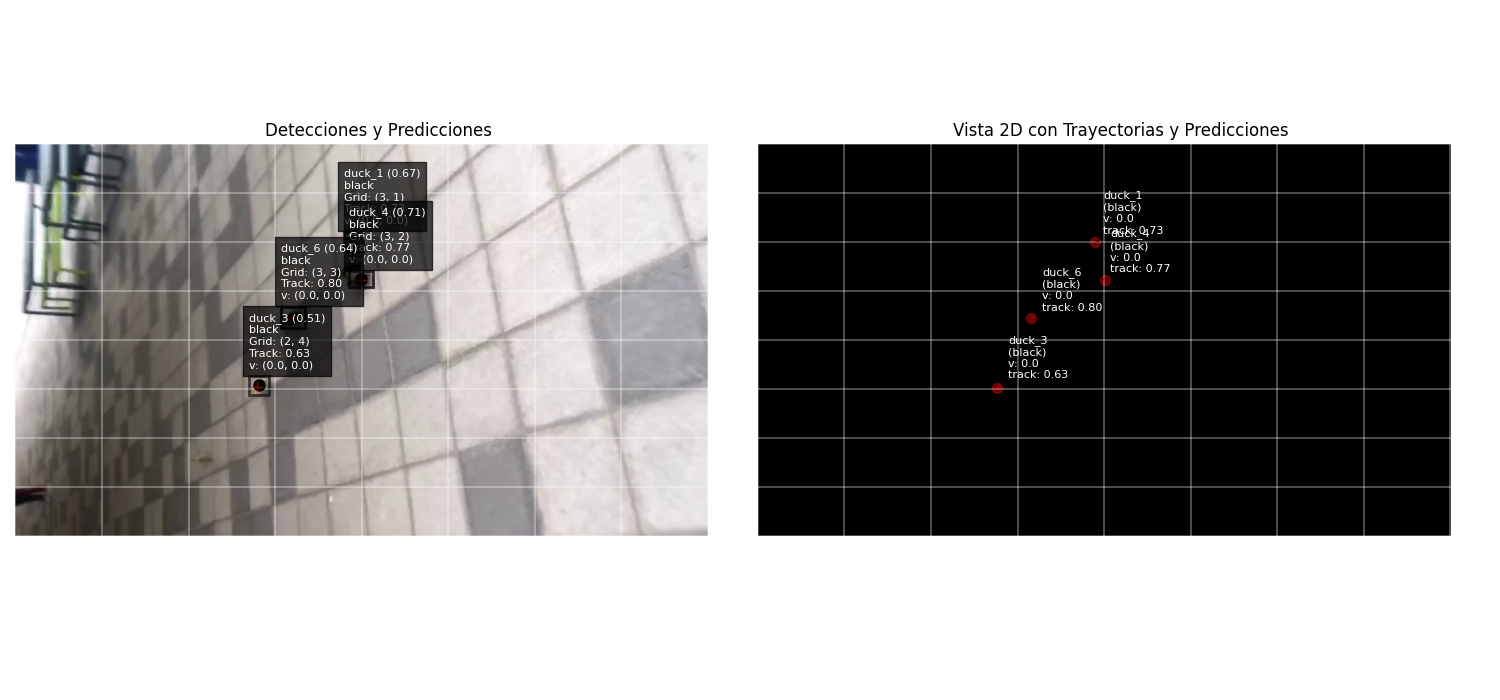 Detecciones y Predicciones
duck_1 (0.67)
black
Grid: (3, 1)
duck_4 (0.71)
black
Grid: (3, 2)
Track: 0.77
v: (0.0, 0.0)
duck_6 (0.64)
black
Grid: (3, 3)
Track: 0.80
v: (0.0, 0.0)
duck_3 (0.51)
black
Grid: (2, 4)
Track: 0.63
v: (0.0, 0.0)
Vista 2D con Trayectorias y Predicciones
duck_1
(black)
v: 0.0
track: 0.73
duck_4
(black)
v: 0.0
track: 0.77
duck_6
(black)
v: 0.0
track: 0.80
duck_3
(black)
v: 0.0
track: 0.63